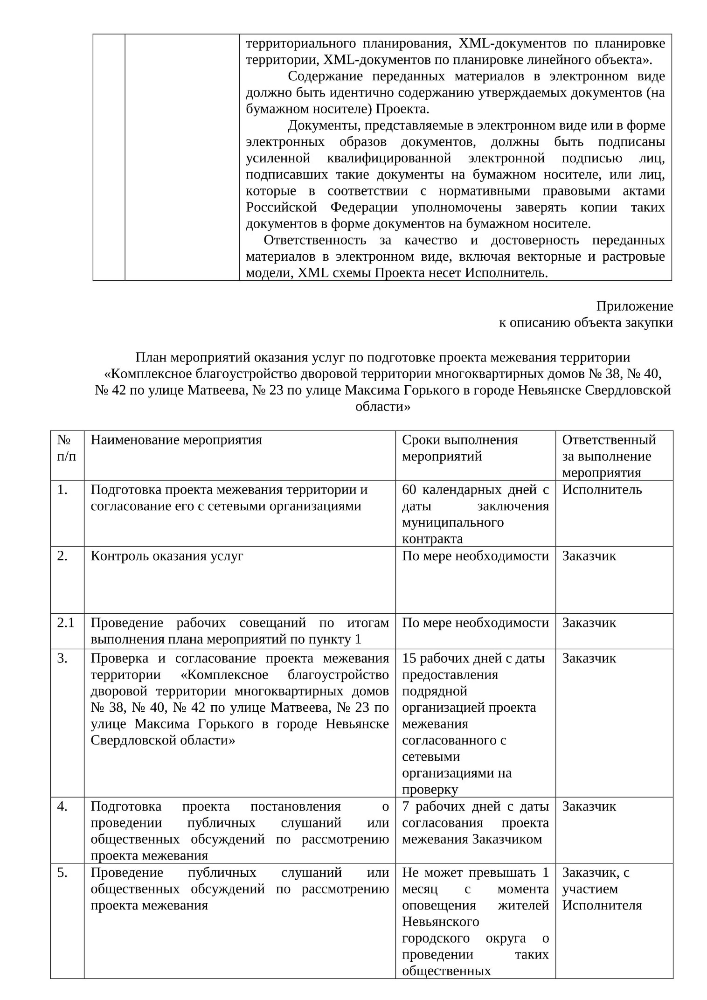 территориального планирования, XML-документов по планировке
территории, XML-документов по планировке линейного объекта».
Содержание переданных материалов в электронном виде
должно быть идентично содержанию утверждаемых документов (на
бумажном носителе) Проекта.
Документы, представляемые в электронном виде или в форме
электронных образов документов, должны быть подписаны
усиленной квалифицированной электронной подписью лиц,
подписавших такие документы на бумажном носителе, или лиц,
которые в соответствии с нормативными правовыми актами
Российской Федерации уполномочены заверять копии таких
документов в форме документов на бумажном носителе.
Ответственность за качество и достоверность переданных
материалов в электронном виде, включая векторные и растровые
модели, XML схемы Проекта несет Исполнитель.
Приложение
к описанию объекта закупки
План мероприятий оказания услуг по подготовке проекта межевания территории
«Комплексное благоустройство дворовой территории многоквартирных домов № 38, № 40,
№ 42 по улице Матвеева, № 23 по улице Максима Горького в городе Невьянске Свердловской
области»
№
п/п
Наименование мероприятия
Сроки выполнения
мероприятий
Ответственный
за выполнение
мероприятия
1.
Подготовка проекта межевания территории и
согласование его с сетевыми организациями
60 календарных дней с
даты заключения
муниципального
контракта
Исполнитель
2.
Контроль оказания услуг
По мере необходимости
Заказчик
2.1
Проведение рабочих совещаний по итогам
выполнения плана мероприятий по пункту 1
По мере необходимости
Заказчик
3.
Проверка и согласование проекта межевания
территории «Комплексное благоустройство
дворовой территории многоквартирных домов
№ 38, № 40, № 42 по улице Матвеева, № 23 по
улице Максима Горького в городе Невьянске
Свердловской области»
15 рабочих дней с даты
предоставления
подрядной
организацией проекта
межевания
согласованного с
сетевыми
организациями на
проверку
Заказчик
4.
Подготовка проекта постановления о
проведении публичных слушаний или
общественных обсуждений по рассмотрению
проекта межевания
7 рабочих дней с даты
согласования проекта
межевания Заказчиком
Заказчик
5.
Проведение публичных слушаний или
общественных обсуждений по рассмотрению
проекта межевания
Не может превышать 1
месяц с момента
оповещения жителей
Невьянского
городского округа о
проведении таких
общественных
Заказчик, с
участием
Исполнителя